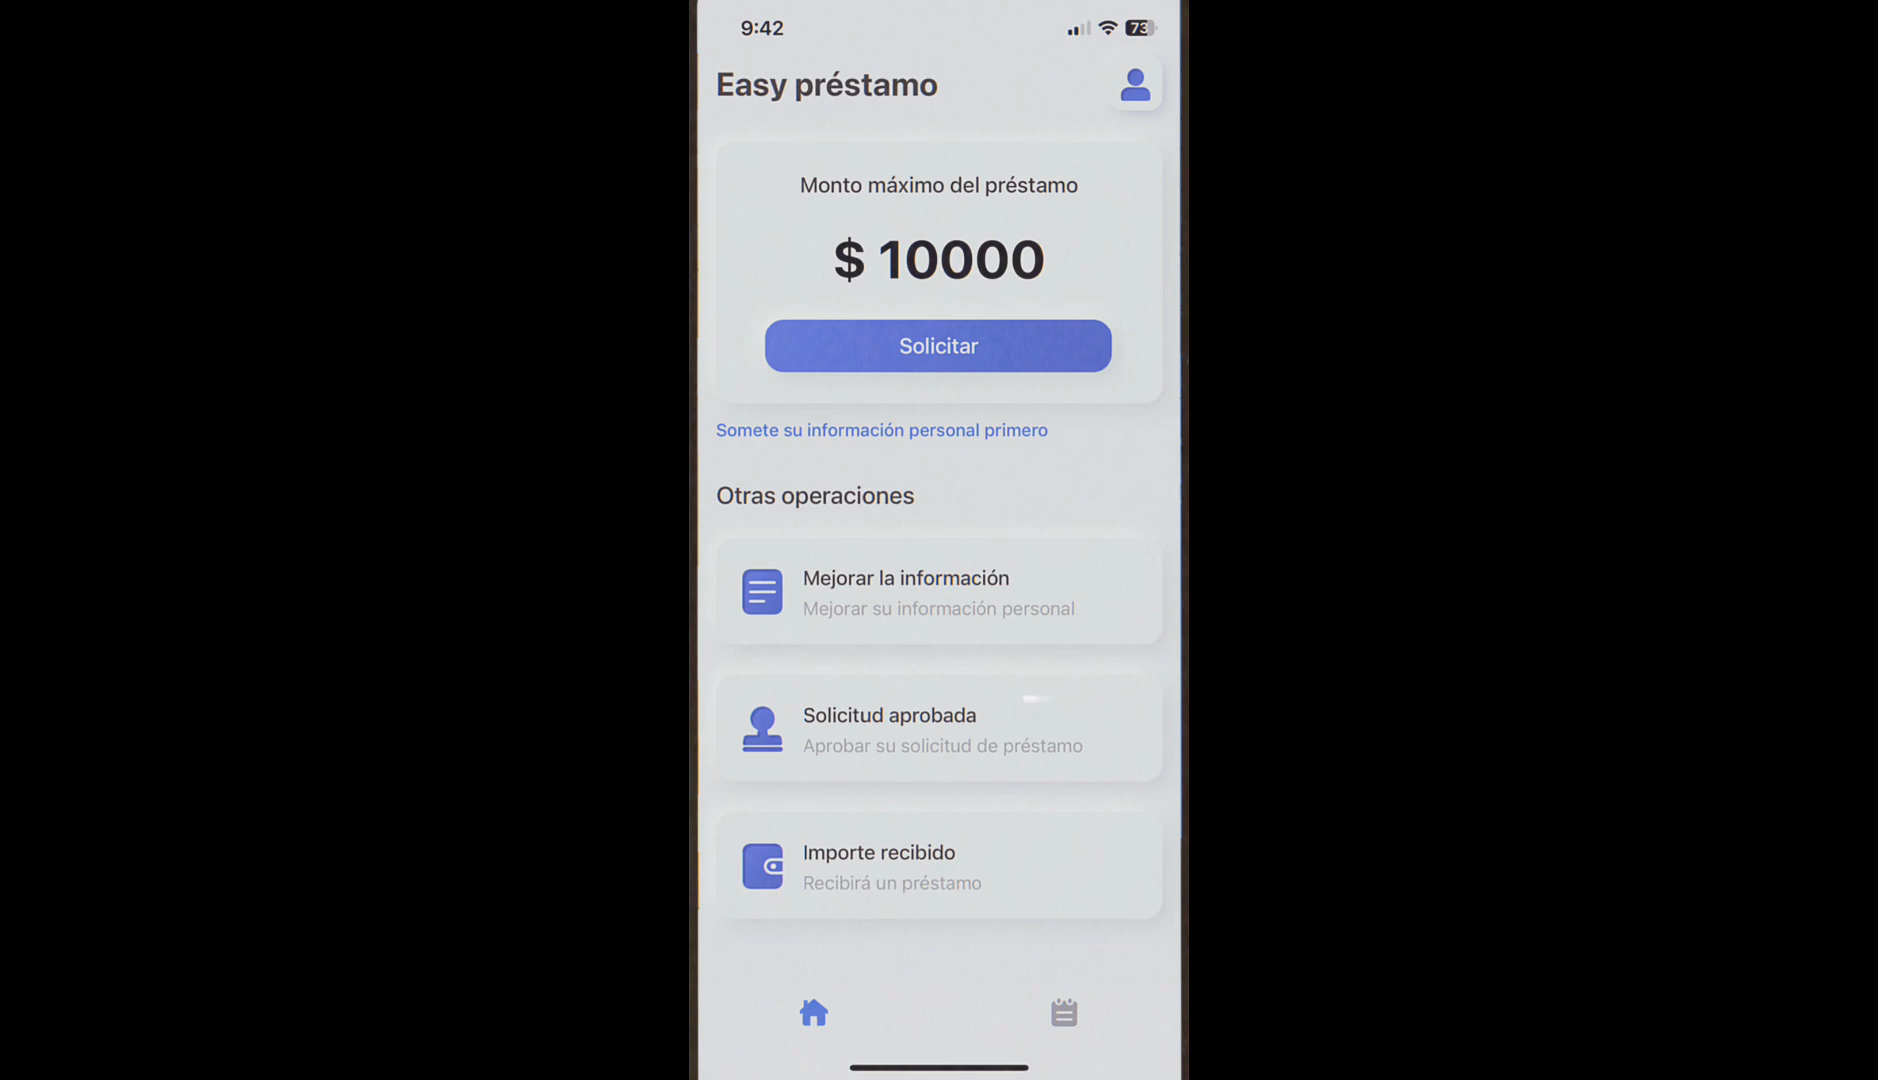 9:42
73
Easy préstamo
Monto máximo del préstamo
$ 10000
Solicitar
Somete su información personal primero
Otras operaciones
Mejorar la información
Mejorar su información personal
Solicitud aprobada
Aprobar su solicitud de préstamo
Importe recibido
Recibirá un préstamo